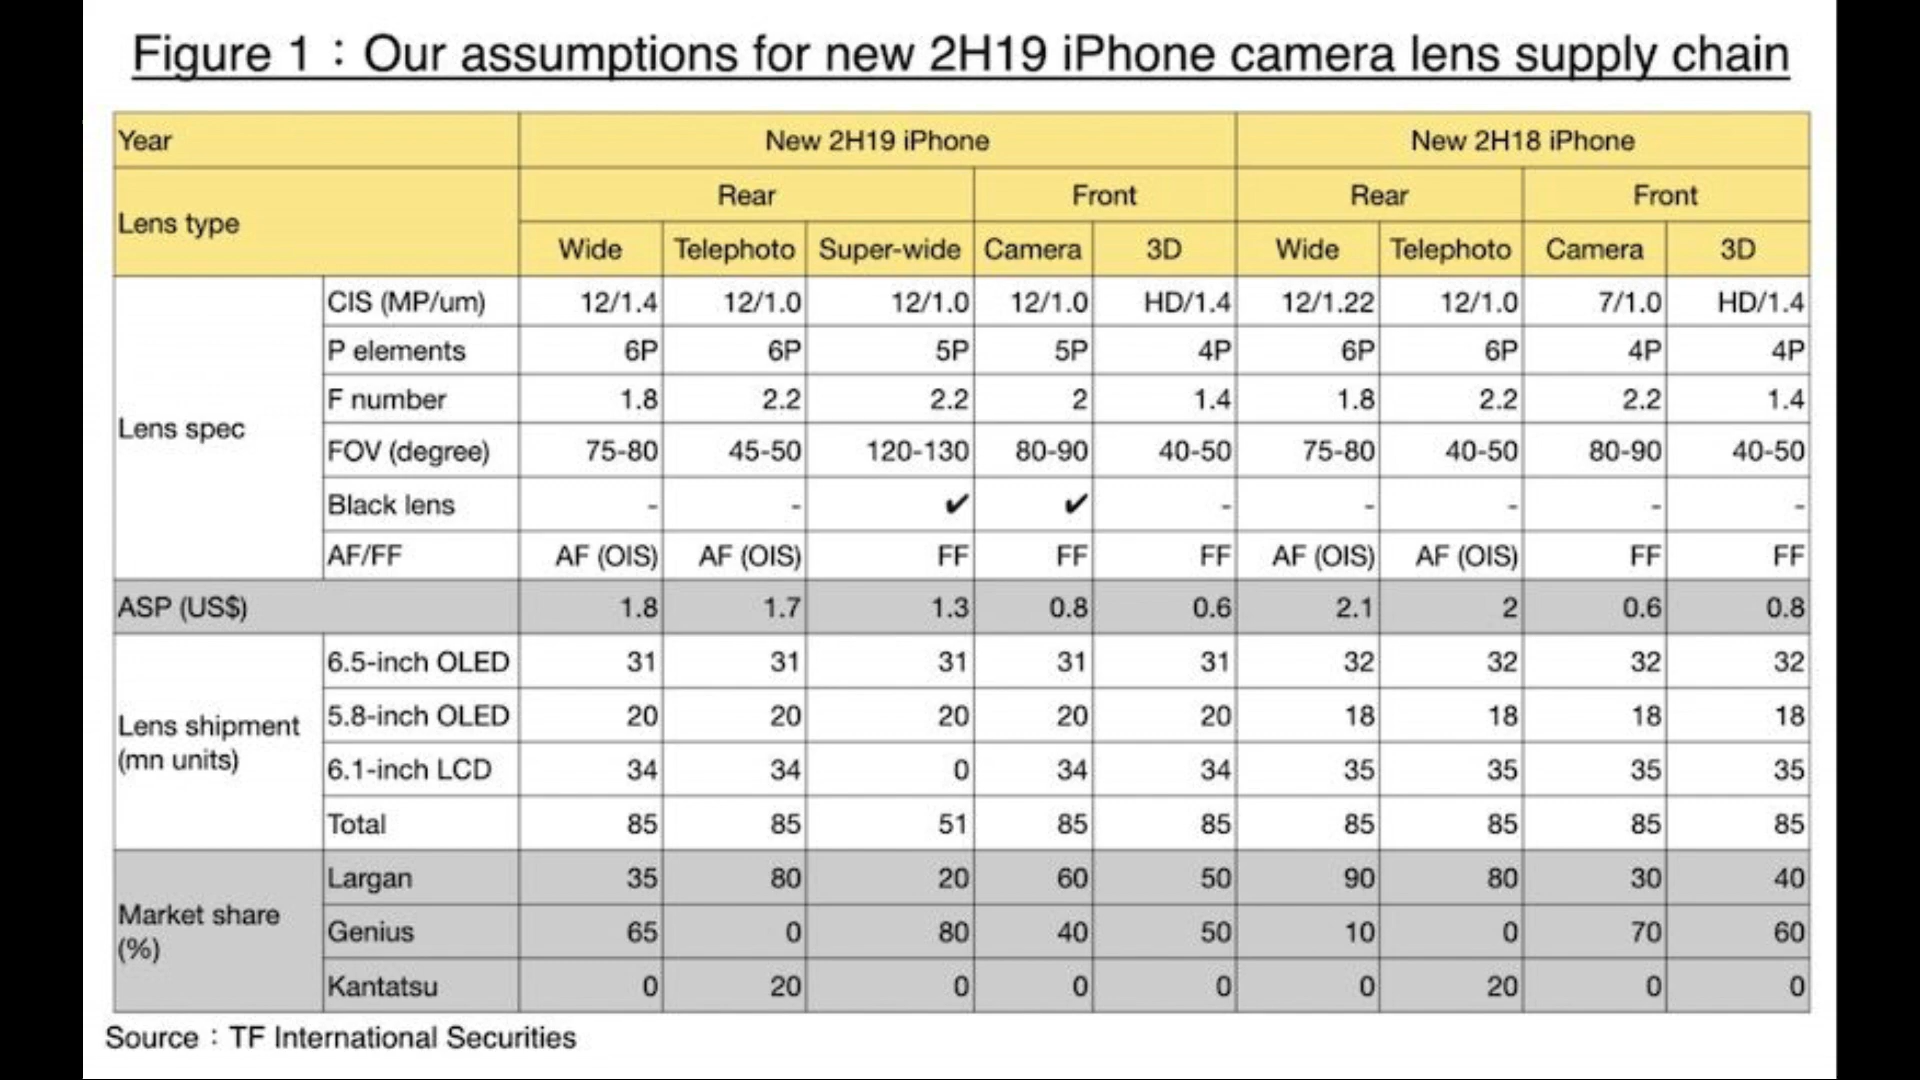 Figure 1：Our assumptions for new 2H19 iPhone camera lens supply chain
Year New 2H19 iPhone New 2H18 iPhone
Lens type Rear Front Rear Front
Wide Telephoto Super-wide Camera 3D Wide Telephoto Camera 3D
Lens spec
CIS (MP/um) 12/1.4 12/1.0 12/1.0 12/1.0 HD/1.4 12/1.22 12/1.0 7/1.0 HD/1.4
P elements 6P 6P 5P 5P 4P 6P 6P 4P 4P
F number 1.8 2.2 2.2 2 1.4 1.8 2.2 2.2 1.4
FOV (degree) 75-80 45-50 120-130 80-90 40-50 75-80 40-50 80-90 40-50
Black lens - - ✔ ✔ - - - - -
AF/FF AF (OIS) AF (OIS) FF FF FF AF (OIS) AF (OIS) FF FF
ASP (US$) 1.8 1.7 1.3 0.8 0.6 2.1 2 0.6 0.8
Lens shipment
(mn units)
6.5-inch OLED 31 31 31 31 31 32 32 32 32
5.8-inch OLED 20 20 20 20 20 18 18 18 18
6.1-inch LCD 34 34 0 34 34 35 35 35 35
Total 85 85 51 85 85 85 85 85 85
Market share
(%)
Largan 35 80 20 60 50 90 80 30 40
Genius 65 0 80 40 50 10 0 70 60
Kantatsu 0 20 0 0 0 0 20 0 0
Source：TF International Securities